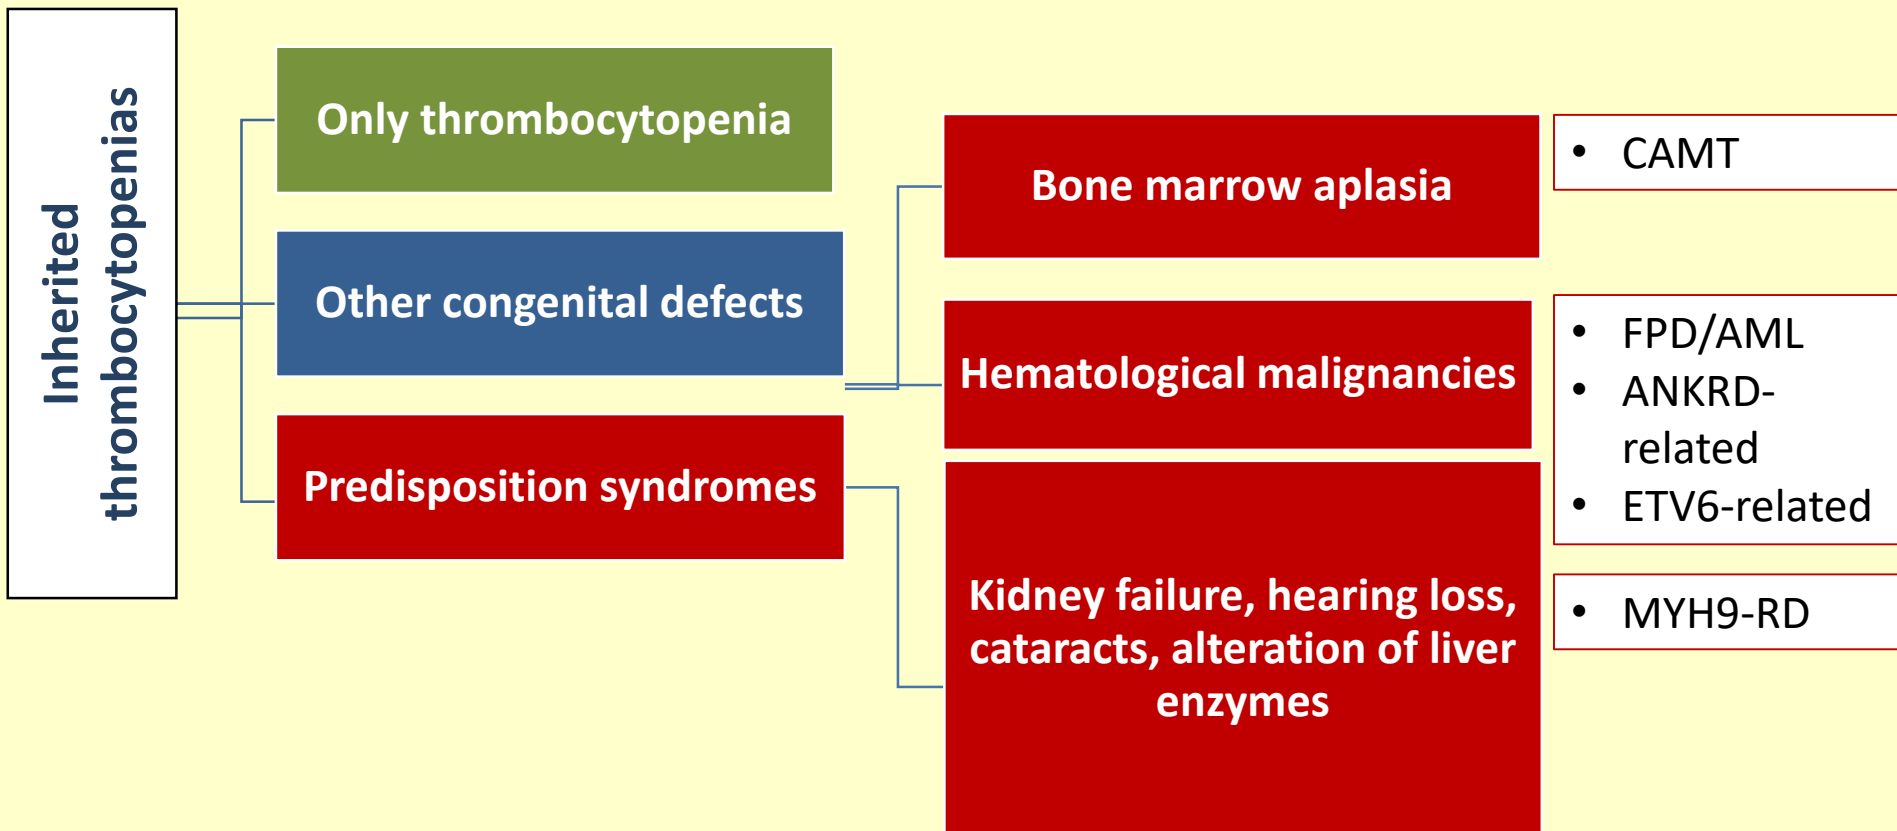 Inherited
thrombocytopenias
Only thrombocytopenia
Other congenital defects
Predisposition syndromes
Bone marrow aplasia
Hematological malignancies
Kidney failure, hearing loss,
cataracts, alteration of liver
enzymes
• CAMT
• FPD/AML
• ANKRD-
related
• ETV6-related
• MYH9-RD